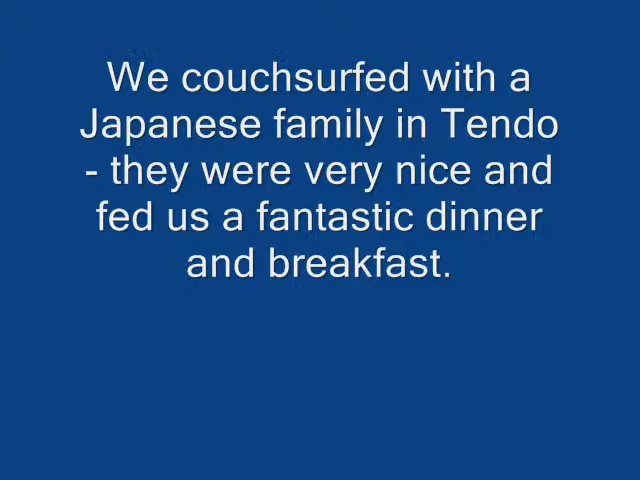 We couchsurfed with a
Japanese family in Tendo
- they were very nice and
fed us a fantastic dinner
and breakfast.